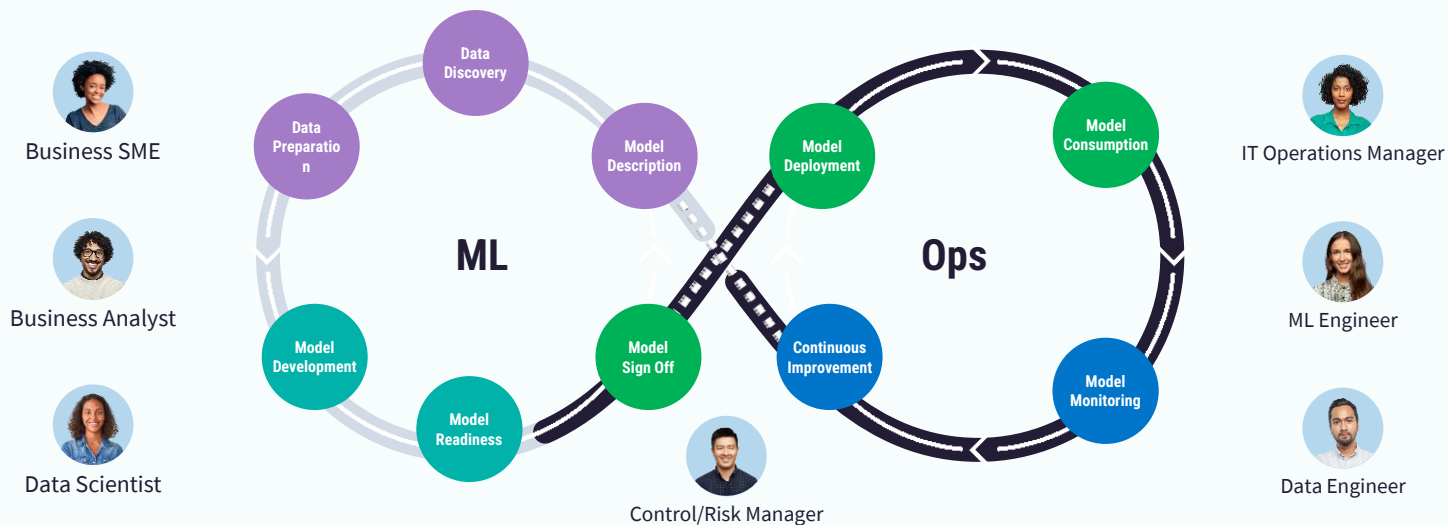 Data
Discovery
Data
Preparatio
n
Model
Description
Model
Deployment
Model
Consumption
Business SME
IT Operations Manager
ML
Ops
Business Analyst
ML Engineer
Model
Development
Model
Sign Off
Continuous
Improvement
Model
Monitoring
Model
Readiness
Data Scientist
Data Engineer
Control/Risk Manager